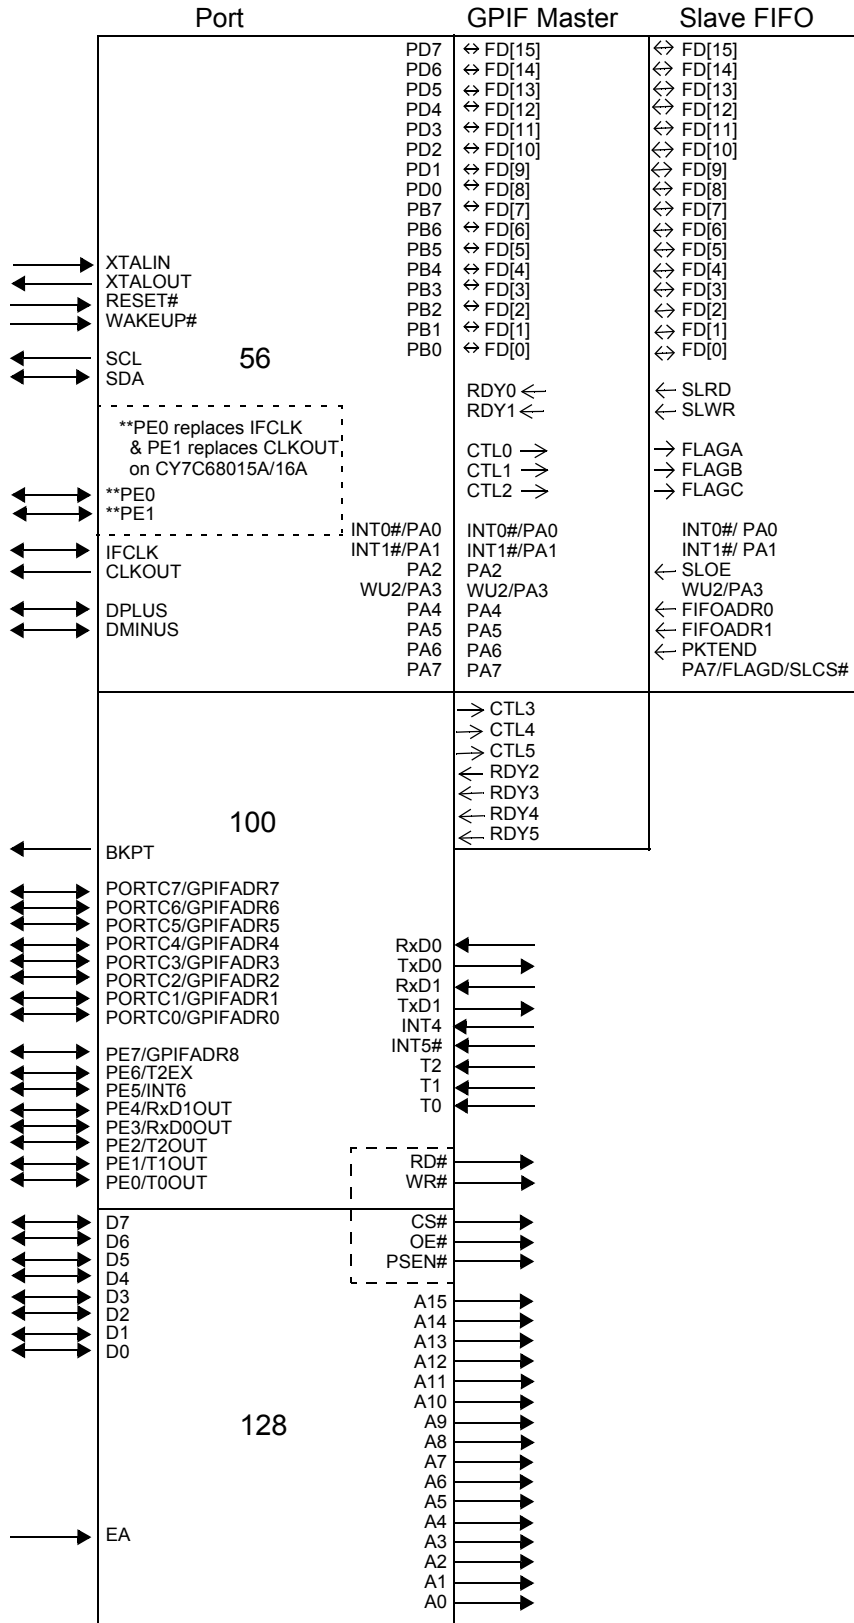 Port GPIF Master Slave FIFO
PD7 FD[15] FD[15]
PD6 FD[14] FD[14]
PD5 FD[13] FD[13]
PD4 FD[12] FD[12]
PD3 FD[11] FD[11]
PD2 FD[10] FD[10]
PD1 FD[9] FD[9]
PD0 FD[8] FD[8]
PB7 FD[7] FD[7]
PB6 FD[6] FD[6]
PB5 FD[5] FD[5]
XTALIN PB4 FD[4] FD[4]
XTALOUT PB3 FD[3] FD[3]
RESET# PB2 FD[2] FD[2]
WAKEUP# PB1 FD[1] FD[1]
SCL 56 PB0 FD[0] FD[0]
SDA
RDY0 SLRD
RDY1 SLWR
**PE0 replaces IFCLK
& PE1 replaces CLKOUT
on CY7C68015A/16A
CTL0 FLAGA
CTL1 FLAGB
CTL2 FLAGC
**PE0
**PE1
INT0#/PA0 INT0#/PA0 INT0#/ PA0
IFCLK INT1#/PA1 INT1#/PA1 INT1#/ PA1
CLKOUT PA2 PA2 SLOE
WU2/PA3 WU2/PA3 WU2/PA3
DPLUS PA4 PA4 FIFOADR0
DMINUS PA5 PA5 FIFOADR1
PA6 PA6 PKTEND
PA7 PA7 PA7/FLAGD/SLCS#
CTL3
CTL4
CTL5
RDY2
RDY3
RDY4
RDY5
100
BKPT
PORTC7/GPIFADR7
PORTC6/GPIFADR6
PORTC5/GPIFADR5
PORTC4/GPIFADR4
PORTC3/GPIFADR3
PORTC2/GPIFADR2
PORTC1/GPIFADR1
PORTC0/GPIFADR0
RxD0
TxD0
RxD1
TxD1
INT4
INT5#
T2
T1
T0
PE7/GPIFADR8
PE6/T2EX
PE5/INT6
PE4/RxD1OUT
PE3/RxD0OUT
PE2/T2OUT
PE1/T1OUT
PE0/T0OUT
RD#
WR#
D7
D6
D5
D4
D3
D2
D1
D0
CS#
OE#
PSEN#
A15
A14
A13
A12
A11
A10
A9
A8
A7
A6
A5
A4
A3
A2
A1
A0
128
EA